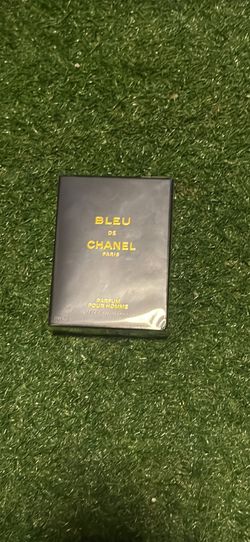 BLEU
DE
CHANEL
PARIS
PARFUM
POUR HOMME